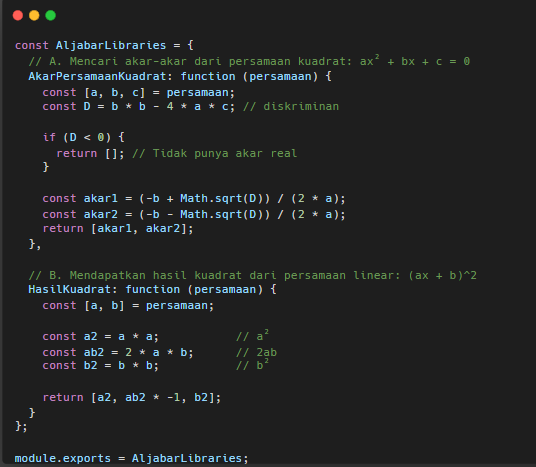 const AljabarLibraries = {
  // A. Mencari akar-akar dari persamaan kuadrat: ax² + bx + c = 0
  AkarPersamaanKuadrat: function (persamaan) {
    const [a, b, c] = persamaan;
    const D = b * b - 4 * a * c; // diskriminan

    if (D < 0) {
      return []; // Tidak punya akar real
    }

    const akar1 = (-b + Math.sqrt(D)) / (2 * a);
    const akar2 = (-b - Math.sqrt(D)) / (2 * a);
    return [akar1, akar2];
  },

  // B. Mendapatkan hasil kuadrat dari persamaan linear: (ax + b)^2
  HasilKuadrat: function (persamaan) {
    const [a, b] = persamaan;

    const a2 = a * a;           // a²
    const ab2 = 2 * a * b;      // 2ab
    const b2 = b * b;           // b²

    return [a2, ab2 * -1, b2];
  }
};

module.exports = AljabarLibraries;